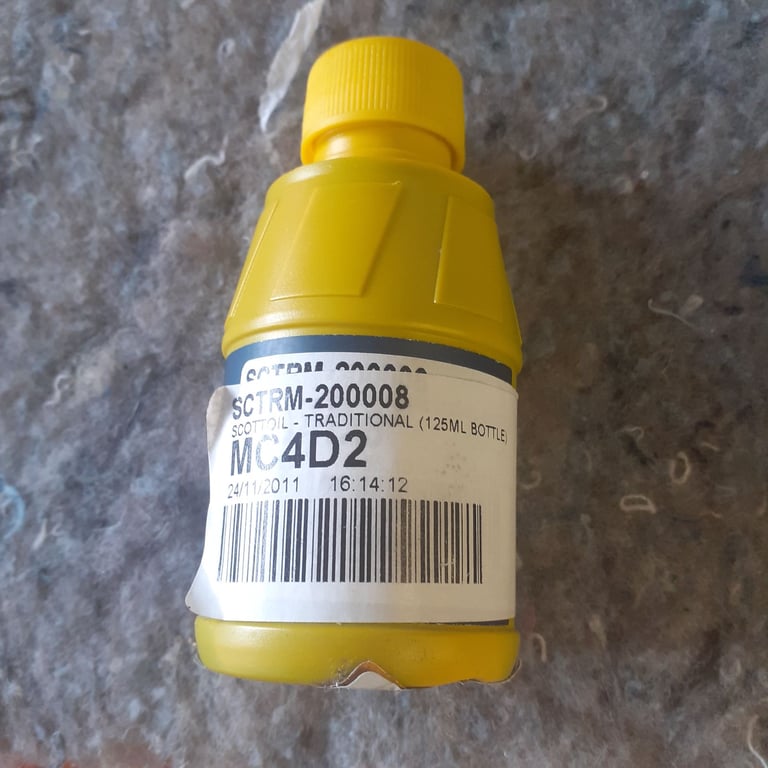 SCTRM-200008
SCOTTOIL - TRADITIONAL (125ML BOTTLE)
MC4D2
24/11/2011 16:14:12